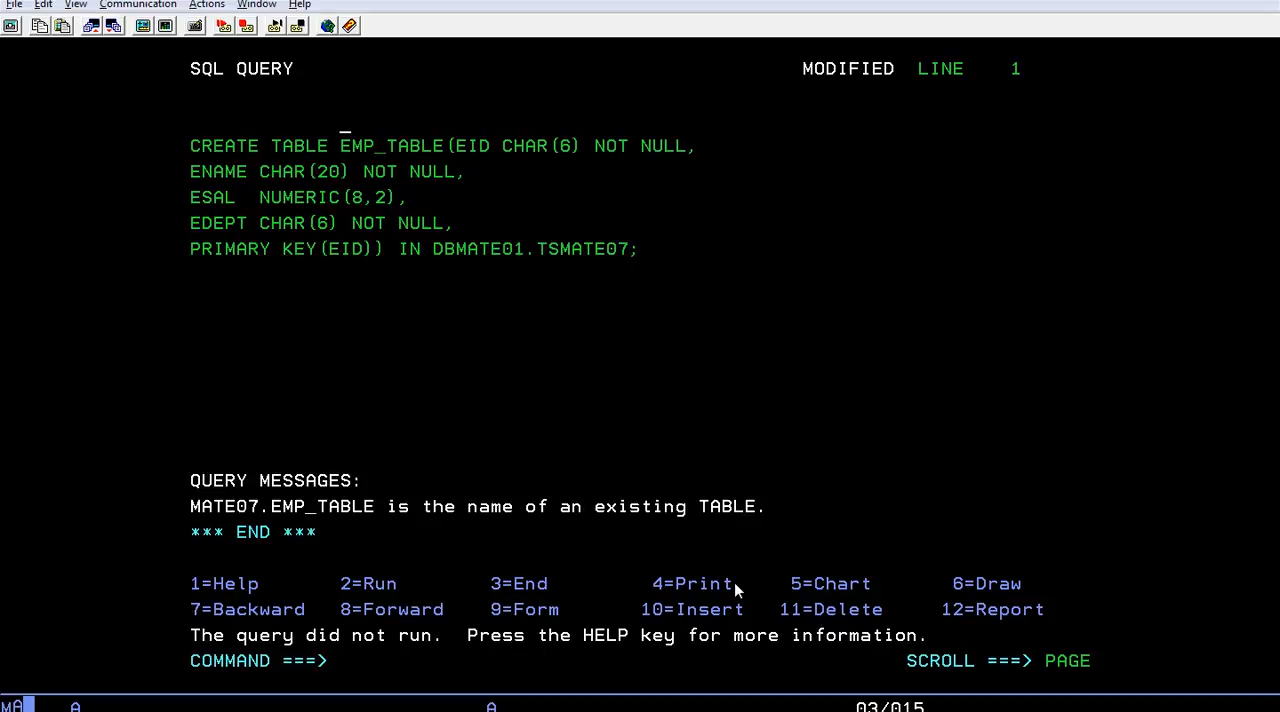 File Edit View Communication Actions Window Help
SQL QUERY MODIFIED LINE 1
CREATE TABLE EMP_TABLE(EID CHAR(6) NOT NULL,
ENAME CHAR(20) NOT NULL,
ESAL  NUMERIC(8,2),
EDEPT CHAR(6) NOT NULL,
PRIMARY KEY(EID)) IN DBMATE01.TSMATE07;
QUERY MESSAGES:
MATE07.EMP_TABLE is the name of an existing TABLE.
*** END ***
1=Help 2=Run 3=End 4=Print 5=Chart 6=Draw
7=Backward 8=Forward 9=Form 10=Insert 11=Delete 12=Report
The query did not run.  Press the HELP key for more information.
COMMAND ===> SCROLL ===> PAGE
MA A A 03/015